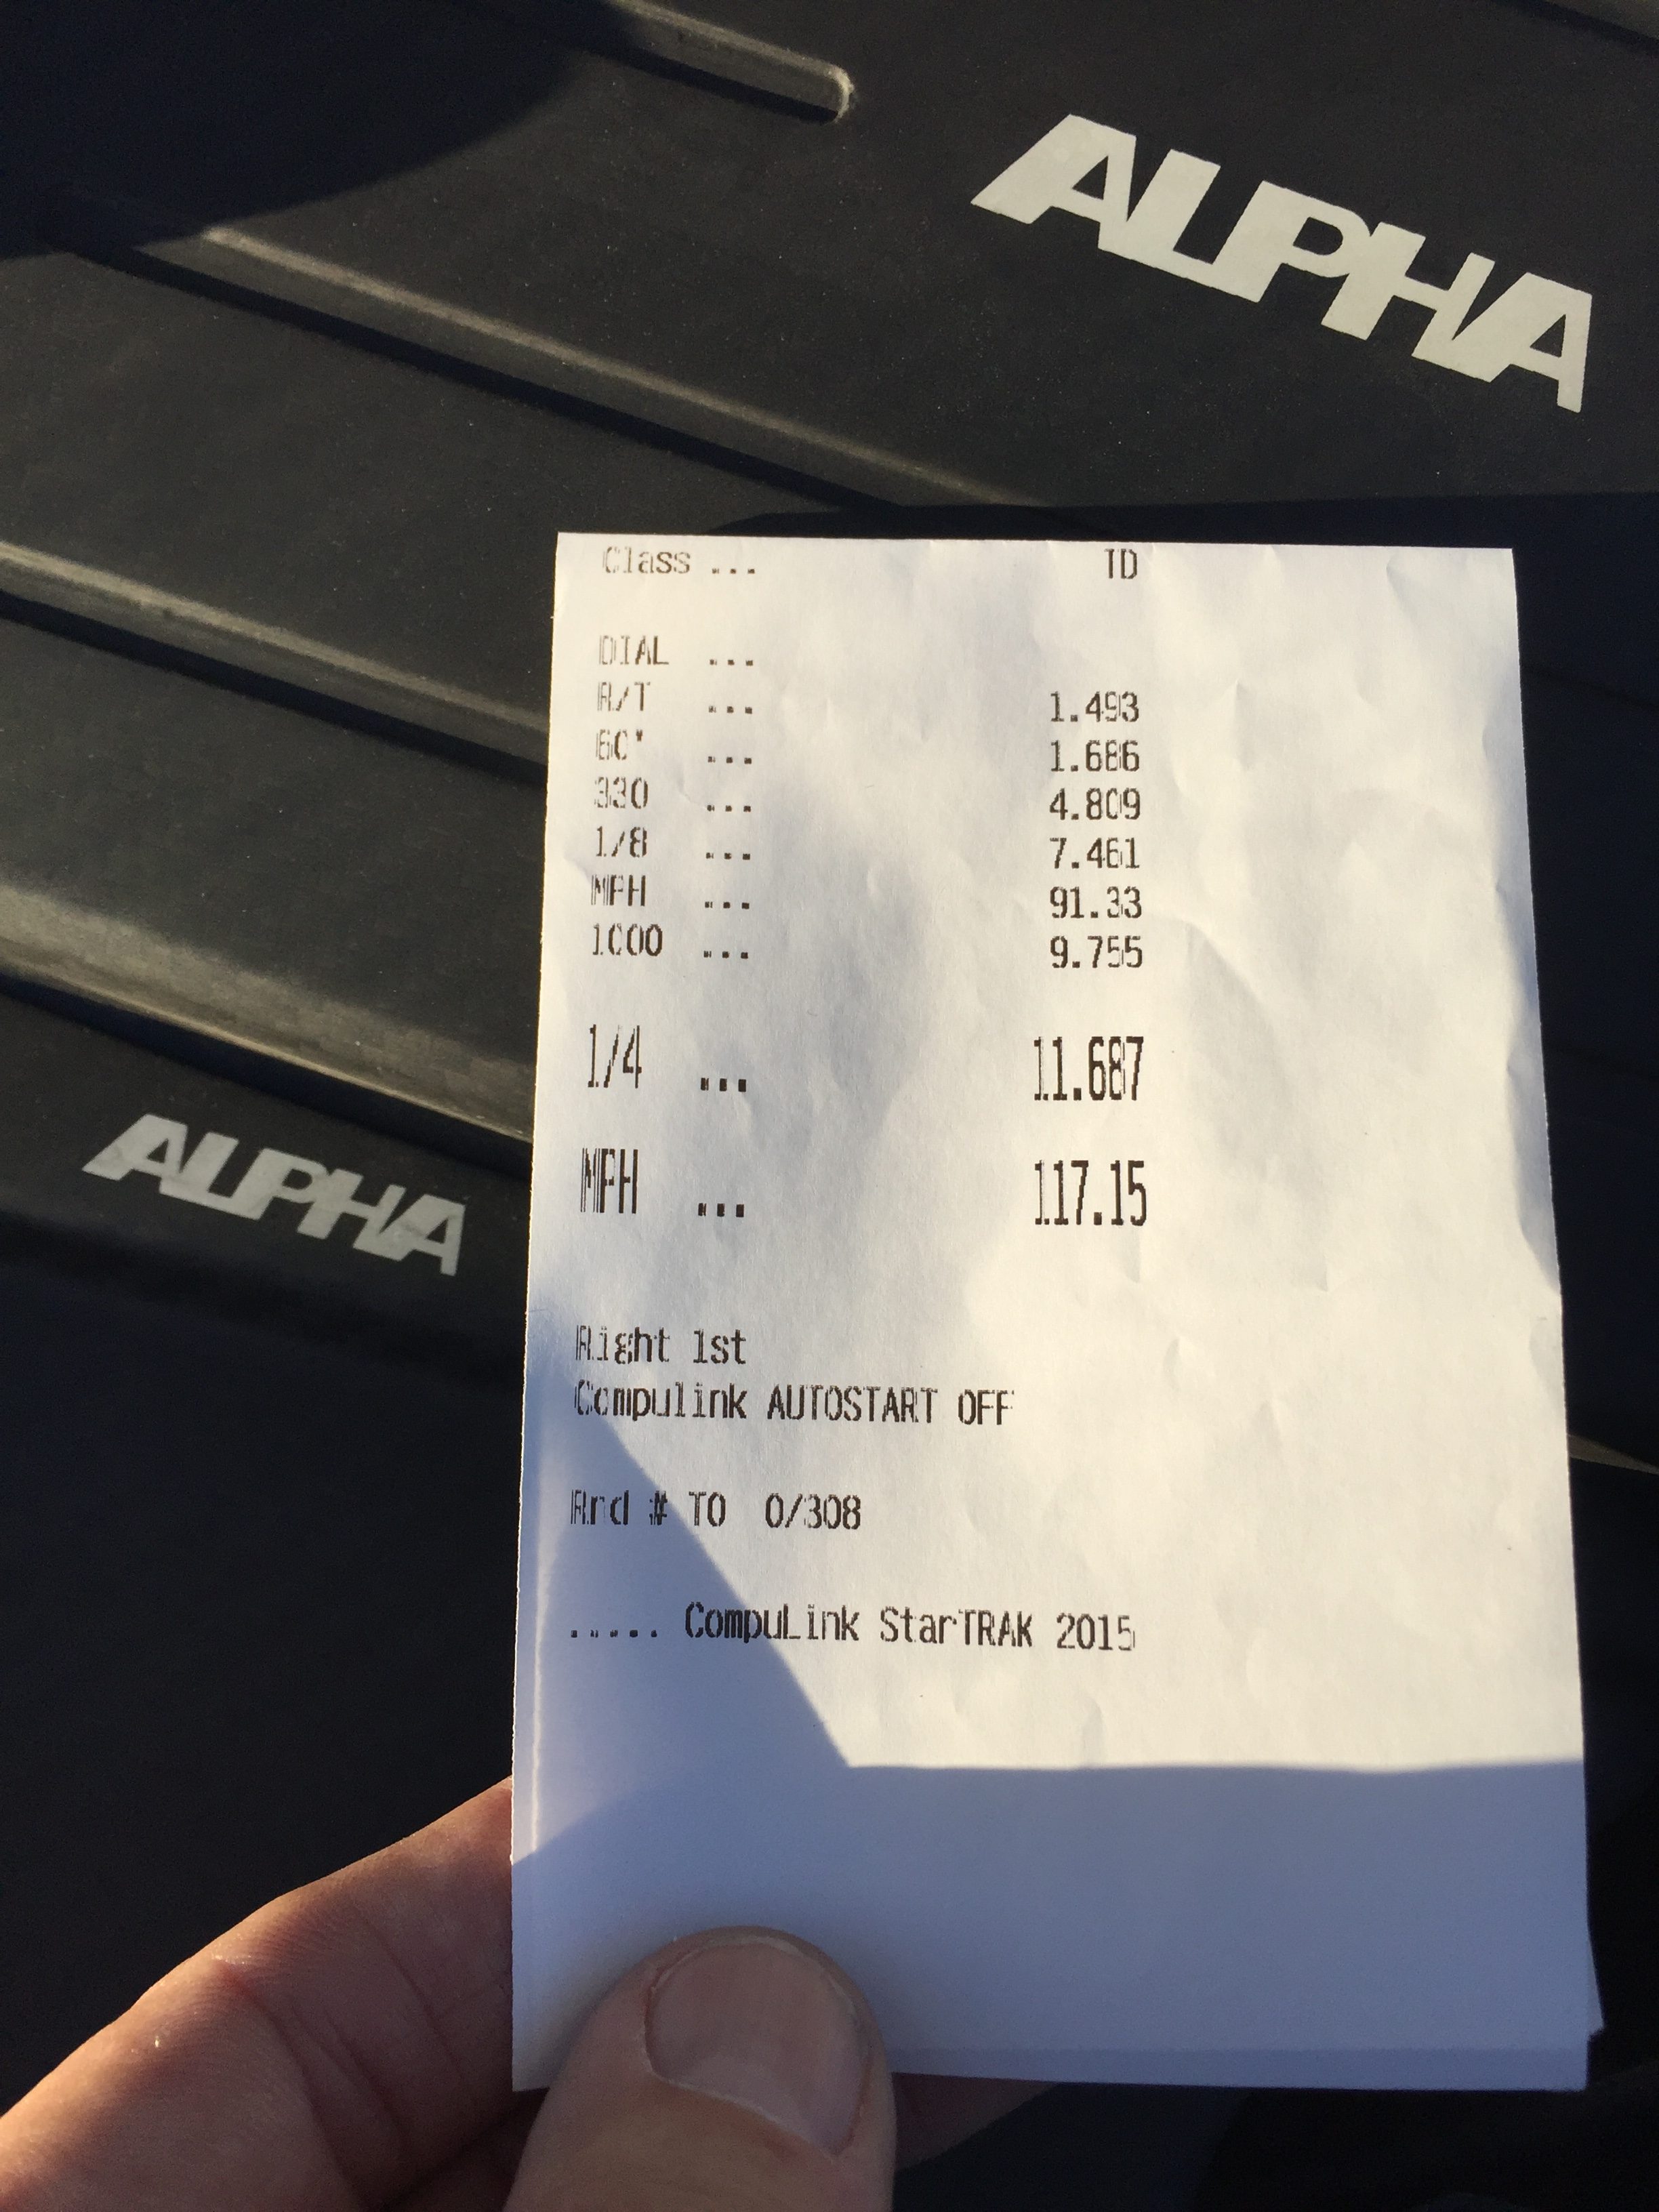 ALPHA
Class ... TD
DIAL ...
R/T ... 1.493
60' ... 1.686
330 ... 4.809
1/8 ... 7.461
MPH ... 91.33
1000 ... 9.755
1/4 ... 11.687
MPH ... 117.15
ALPHA
Right 1st
Compulink AUTOSTART OFF
Rnd # T0 0/308
..... CompuLink StarTRAK 2015